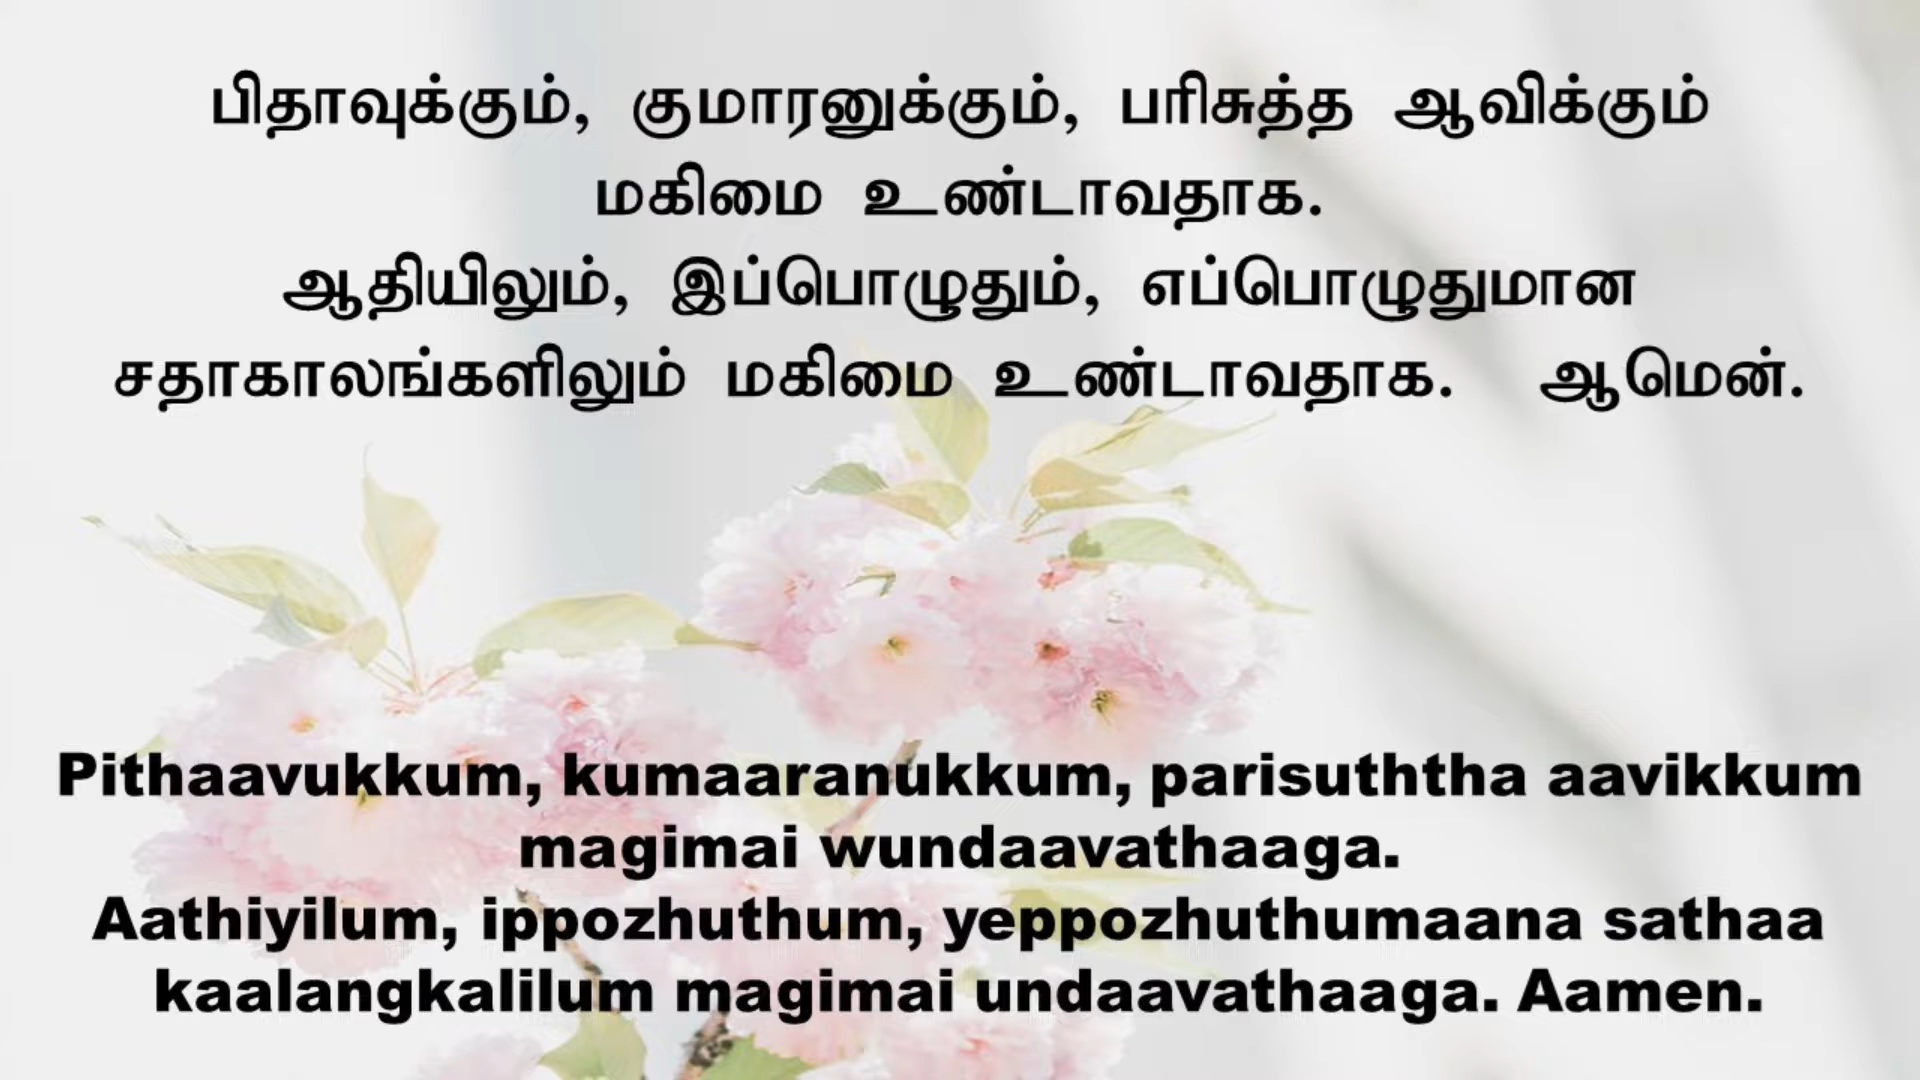 பிதாவுக்கும், குமாரனுக்கும், பரிசுத்த ஆவிக்கும்
மகிமை உண்டாவதாக.
ஆதியிலும், இப்பொழுதும், எப்பொழுதுமான
சதாகாலங்களிலும் மகிமை உண்டாவதாக. ஆமென்.
Pithaavukkum, kumaaranukkum, parisuththa aavikkum
magimai wundaavathaaga.
Aathiyilum, ippozhuthum, yeppozhuthumaana sathaa
kaalangkalilum magimai undaavathaaga. Aamen.